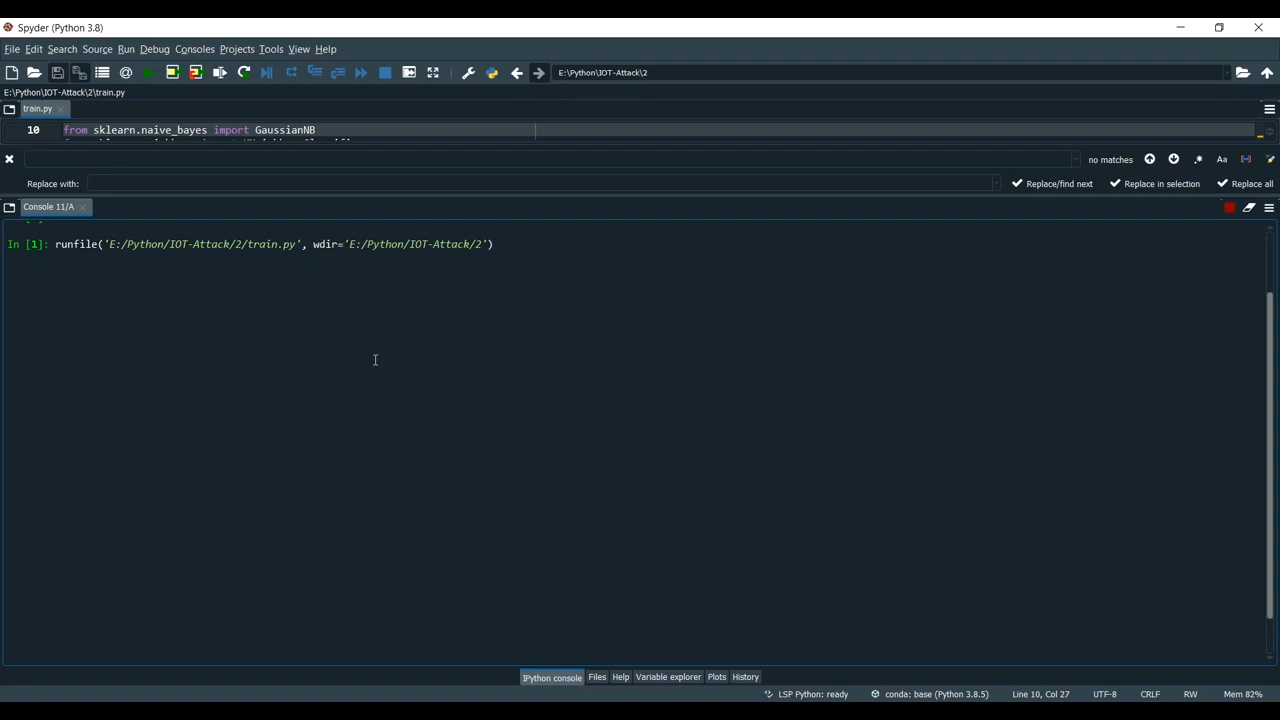 Spyder (Python 3.8)
File Edit Search Source Run Debug Consoles Projects Tools View Help
E:\Python\IOT-Attack\2
E:\Python\IOT-Attack\2\train.py
train.py
10 from sklearn.naive_bayes import GaussianNB
no matches Aa
Replace with: Replace/find next Replace in selection Replace all
Console 11/A
In [1]: runfile('E:/Python/IOT-Attack/2/train.py', wdir='E:/Python/IOT-Attack/2')
IPython console Files Help Variable explorer Plots History
LSP Python: ready conda: base (Python 3.8.5) Line 10, Col 27 UTF-8 CRLF RW Mem 82%